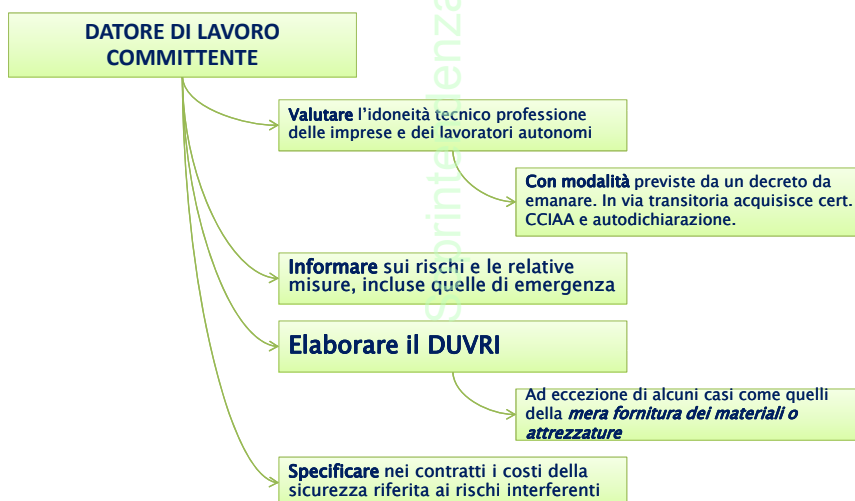 DATORE DI LAVORO
COMMITTENTE
Valutare l'idoneità tecnico professione
delle imprese e dei lavoratori autonomi
Con modalità previste da un decreto da
emanare. In via transitoria acquisisce cert.
CCIAA e autodichiarazione.
Informare sui rischi e le relative
misure, incluse quelle di emergenza
Elaborare il DUVRI
Ad eccezione di alcuni casi come quelli
della mera fornitura dei materiali o
attrezzature
Specificare nei contratti i costi della
sicurezza riferita ai rischi interferenti